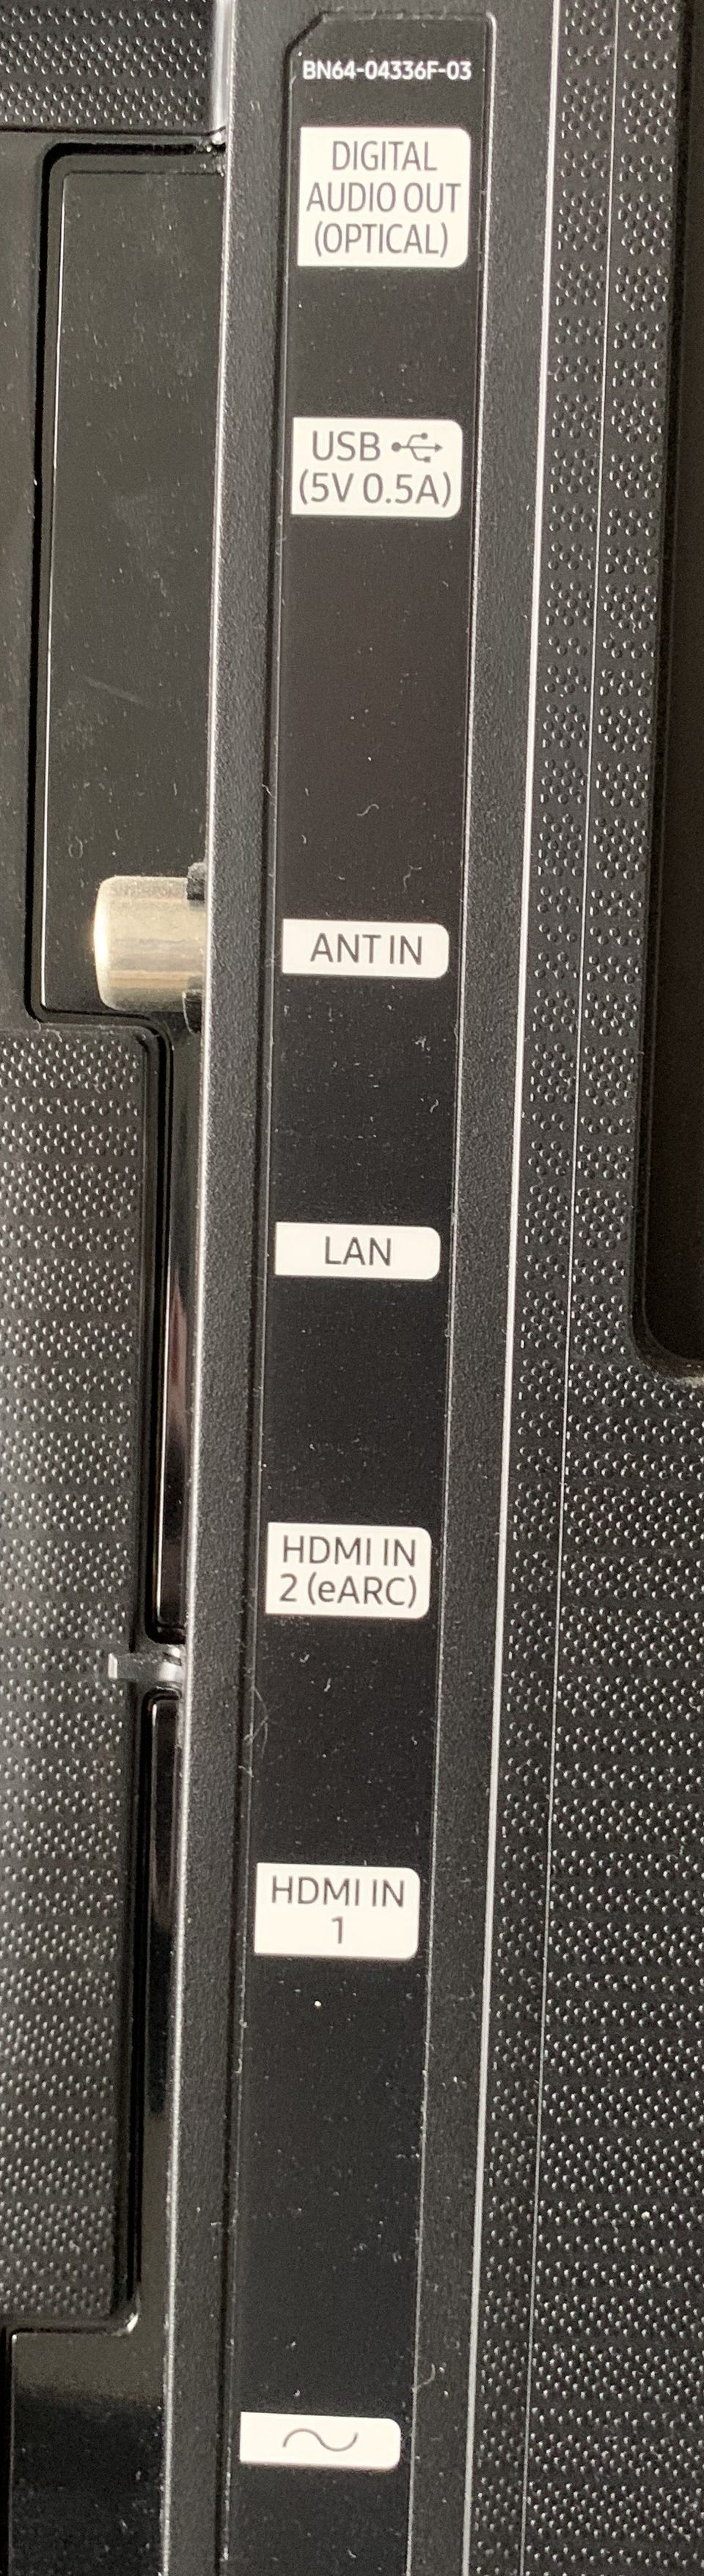 BN64-04336F-03
DIGITAL
AUDIO OUT
(OPTICAL)
USB
(5V 0.5A)
ANT IN
LAN
HDMI IN
2 (eARC)
HDMI IN
1